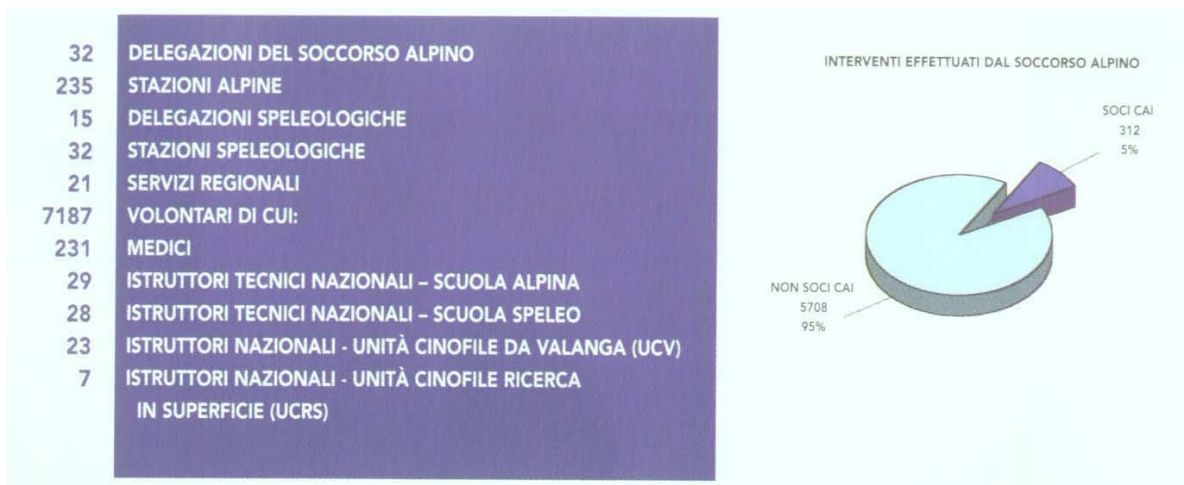 32 DELEGAZIONI DEL SOCCORSO ALPINO
235 STAZIONI ALPINE
15 DELEGAZIONI SPELEOLOGICHE
32 STAZIONI SPELEOLOGICHE
21 SERVIZI REGIONALI
7187 VOLONTARI DI CUI:
231 MEDICI
29 ISTRUTTORI TECNICI NAZIONALI – SCUOLA ALPINA
28 ISTRUTTORI TECNICI NAZIONALI – SCUOLA SPELEO
23 ISTRUTTORI NAZIONALI - UNITÀ CINOFILE DA VALANGA (UCV)
7 ISTRUTTORI NAZIONALI - UNITÀ CINOFILE RICERCA
IN SUPERFICIE (UCRS)
INTERVENTI EFFETTUATI DAL SOCCORSO ALPINO
SOCI CAI
312
5%
NON SOCI CAI
5708
95%